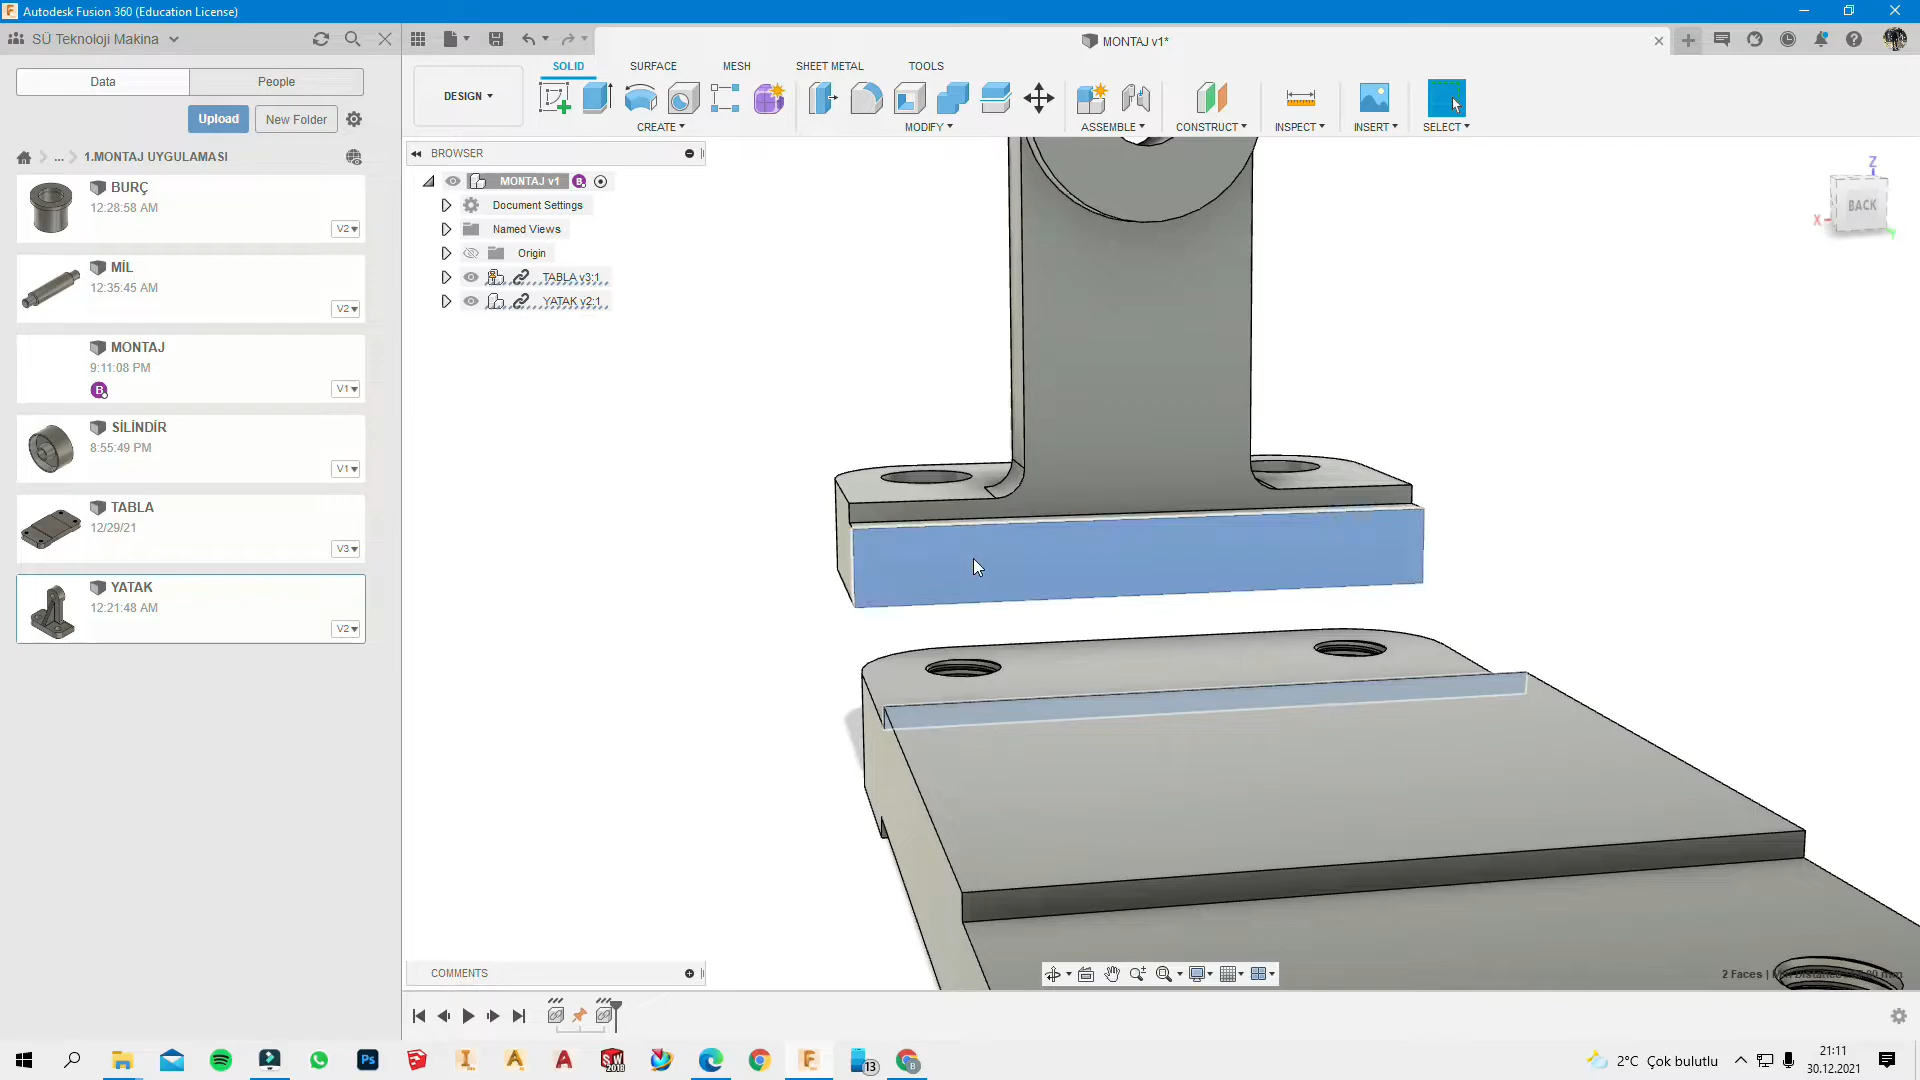 Autodesk Fusion 360 (Education License)
SÜ Teknoloji Makina
MONTAJ v1*
Data
People
Upload
New Folder
... 1.MONTAJ UYGULAMASI
BURÇ
12:28:58 AM
V2
MİL
12:35:45 AM
V2
MONTAJ
9:11:08 PM
B
V1
SİLİNDİR
8:55:49 PM
V1
TABLA
12/29/21
V3
YATAK
12:21:48 AM
V2
DESIGN
SOLID
SURFACE
MESH
SHEET METAL
TOOLS
CREATE
MODIFY
ASSEMBLE
CONSTRUCT
INSPECT
INSERT
SELECT
BROWSER
MONTAJ v1
B
Document Settings
Named Views
Origin
TABLA v3:1
YATAK v2:1
Z
BACK
X
COMMENTS
2 Faces |
Ps
SW
2018
13
B
2°C Çok bulutlu
21:11
30.12.2021